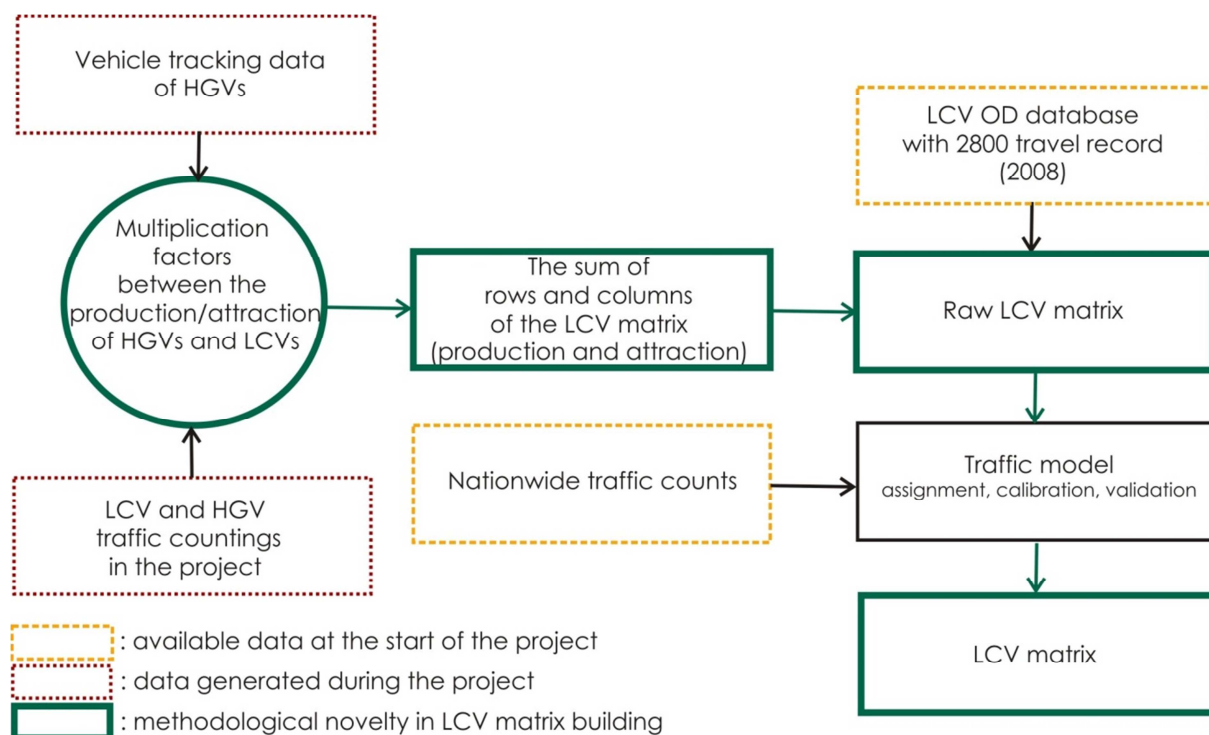 Vehicle tracking data
of HGVs
LCV OD database
with 2800 travel record
(2008)
Multiplication
factors
between the
production/attraction
of HGVs and LCVs
The sum of
rows and columns
of the LCV matrix
(production and attraction)
Raw LCV matrix
Nationwide traffic counts
Traffic model
assignment, calibration, validation
LCV and HGV
traffic countings
in the project
LCV matrix
: available data at the start of the project
: data generated during the project
: methodological novelty in LCV matrix building